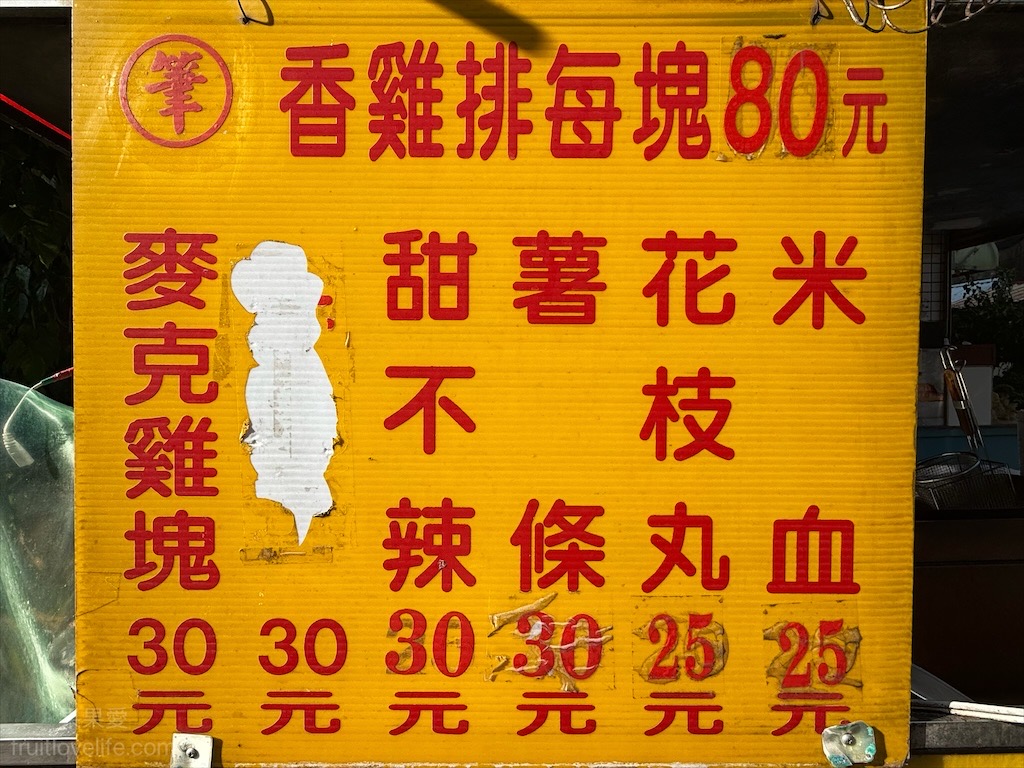 筆
香雞排每塊80元
麥克雞塊
30元
30元
甜不辣
30元
薯條
30元
花枝丸
25元
米血
25元
果愛
fruitlovelife.com